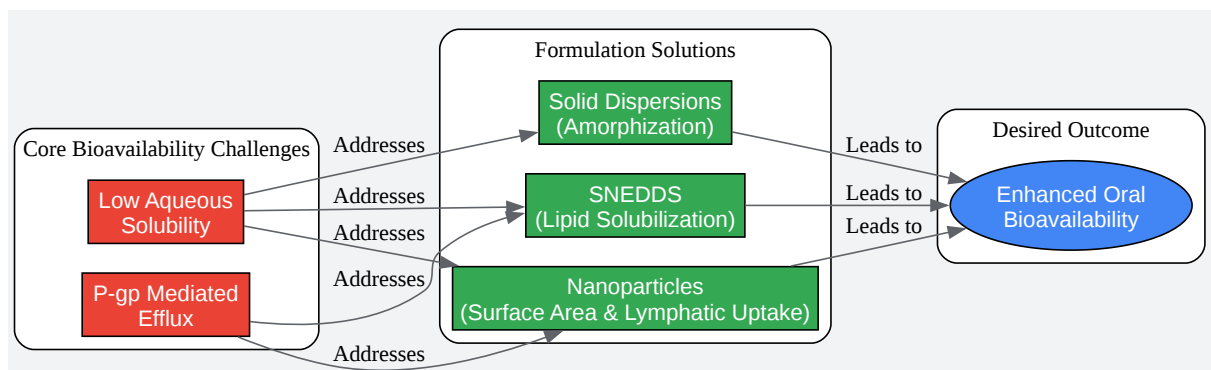 Core Bioavailability Challenges
Low Aqueous
Solubility
P-gp Mediated
Efflux
Addresses
Addresses
Addresses
Addresses
Addresses
Formulation Solutions
Solid Dispersions
(Amorphization)
SNEDDS
(Lipid Solubilization)
Nanoparticles
(Surface Area & Lymphatic Uptake)
Leads to
Leads to
Leads to
Desired Outcome
Enhanced Oral
Bioavailability